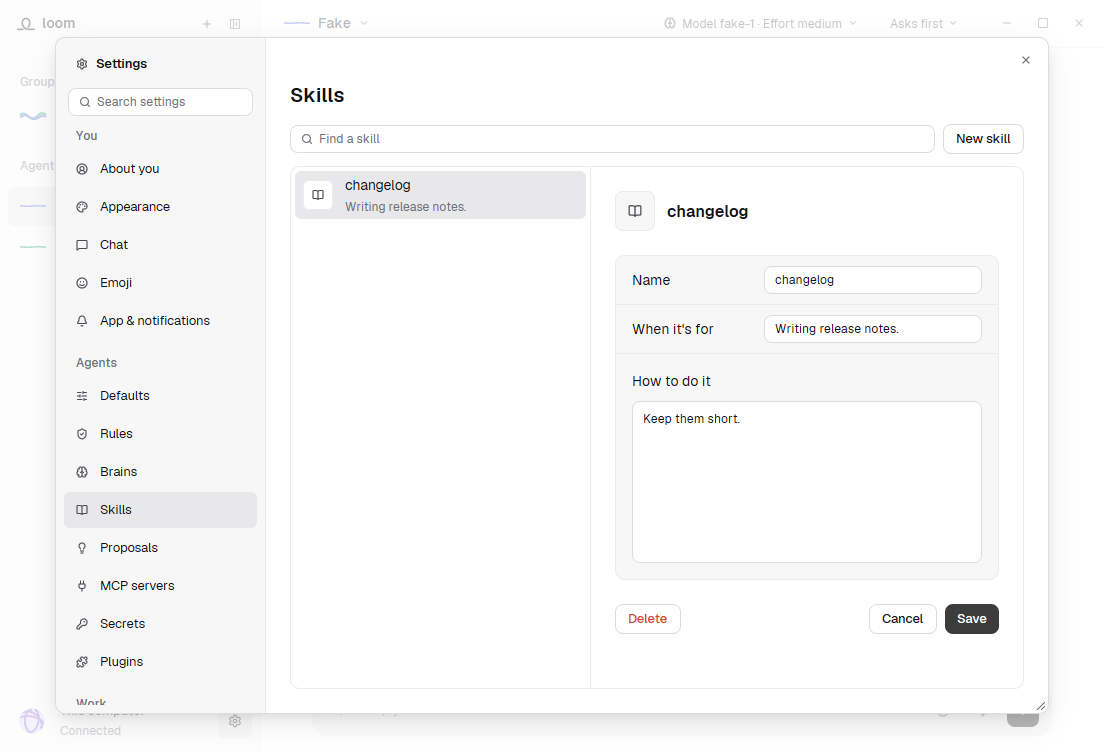 loom
Fake
Model fake-1 · Effort medium
Asks first
Settings
Search settings
You
About you
Appearance
Chat
Emoji
App & notifications
Agents
Defaults
Rules
Brains
Skills
Proposals
MCP servers
Secrets
Plugins
Work
Group
Agent
Connected
Skills
Find a skill
New skill
changelog
Writing release notes.
changelog
Name
changelog
When it's for
Writing release notes.
How to do it
Keep them short.
Delete
Cancel
Save